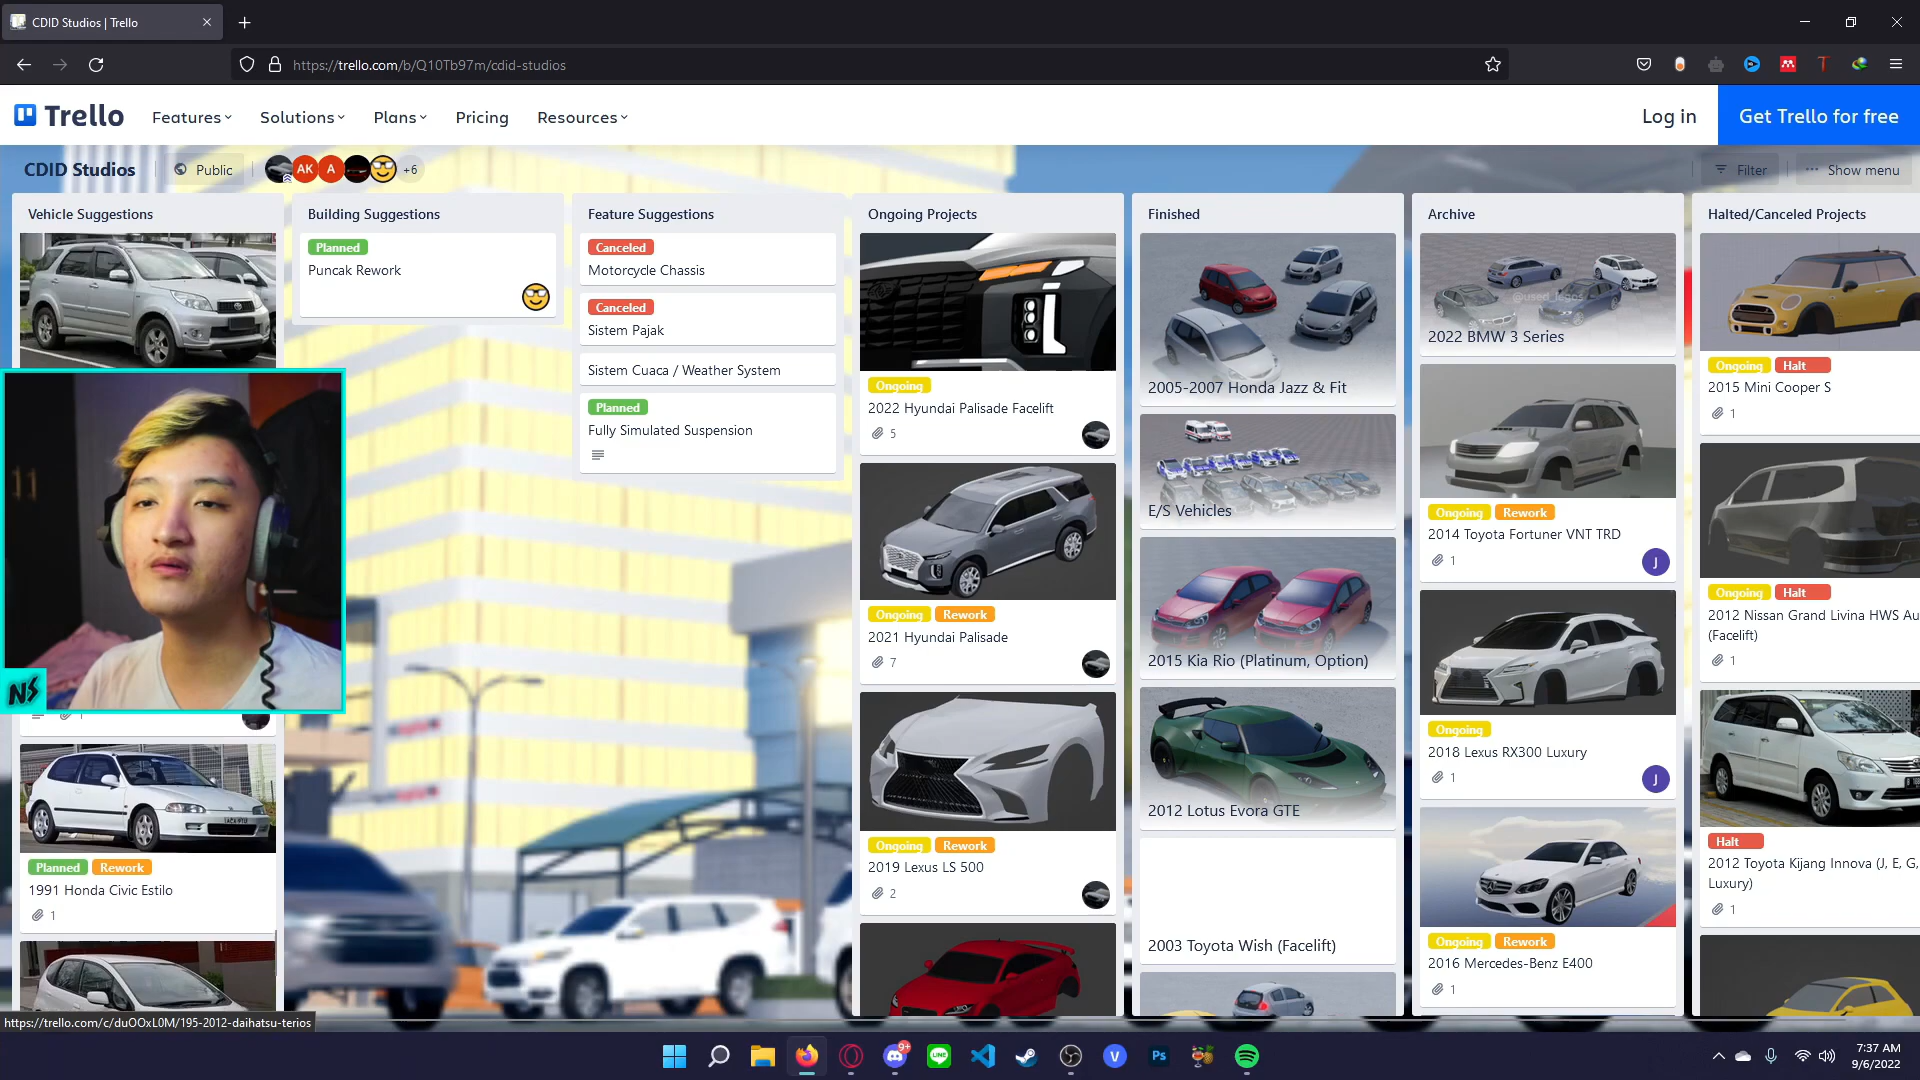 CDID Studios | Trello
https://trello.com/b/Q10Tb97m/cdid-studios
Trello
Features
Solutions
Plans
Pricing
Resources
Log in
Get Trello for free
CDID Studios
Public
AK
A
+6
Filter
Show menu
Vehicle Suggestions
1
Planned Rework
1991 Honda Civic Estilo
1
Building Suggestions
Planned
Puncak Rework
Feature Suggestions
Canceled
Motorcycle Chassis
Canceled
Sistem Pajak
Sistem Cuaca / Weather System
Planned
Fully Simulated Suspension
Ongoing Projects
Ongoing
2022 Hyundai Palisade Facelift
5
Ongoing Rework
2021 Hyundai Palisade
7
Ongoing Rework
2019 Lexus LS 500
2
Finished
2005-2007 Honda Jazz & Fit
E/S Vehicles
2015 Kia Rio (Platinum, Option)
2012 Lotus Evora GTE
2003 Toyota Wish (Facelift)
Archive
@used_legos
2022 BMW 3 Series
Ongoing Rework
2014 Toyota Fortuner VNT TRD
1
J
Ongoing
2018 Lexus RX300 Luxury
1
J
Ongoing Rework
2016 Mercedes-Benz E400
1
Halted/Canceled Projects
Ongoing Halt
2015 Mini Cooper S
1
Ongoing Halt
2012 Nissan Grand Livina HWS Au
(Facelift)
1
Halt
2012 Toyota Kijang Innova (J, E, G,
Luxury)
1
NS
https://trello.com/c/duOOxL0M/195-2012-daihatsu-terios
9+
LINE
V
Ps
7:37 AM
9/6/2022